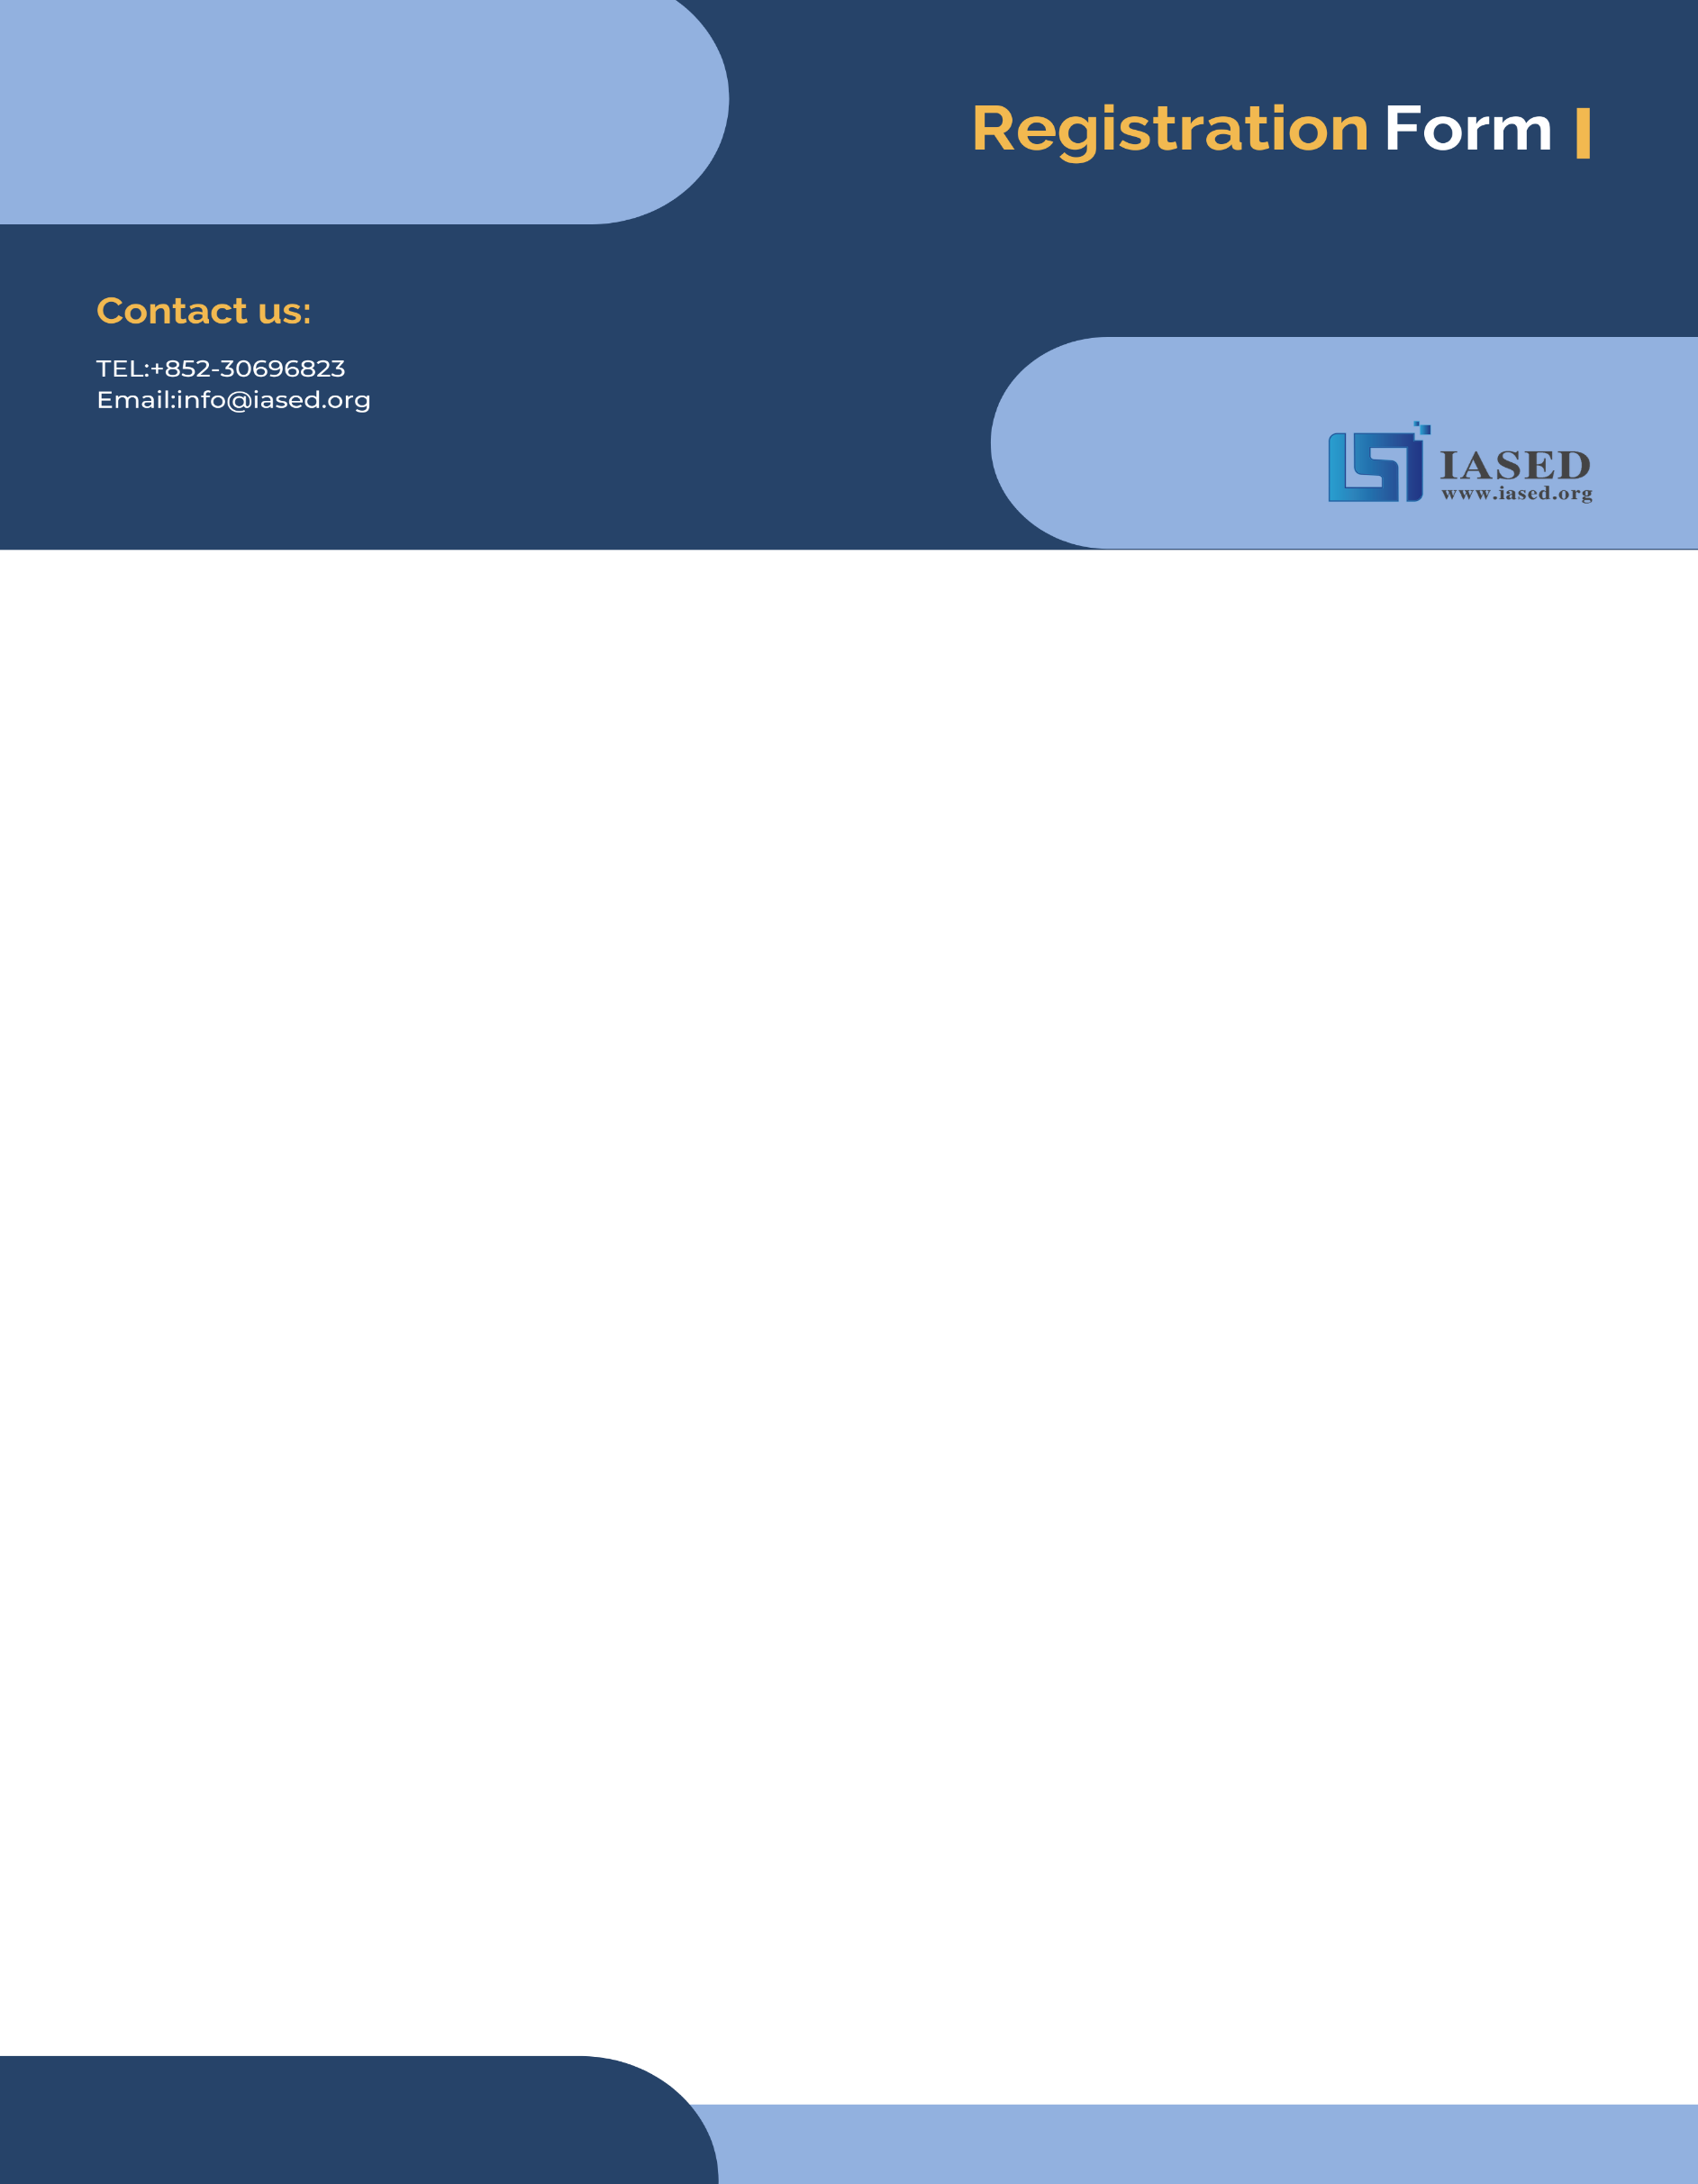 Registration Form
Contact us:
TEL:+852-30696823
Email:info@iased.org
IASED
www.iased.org